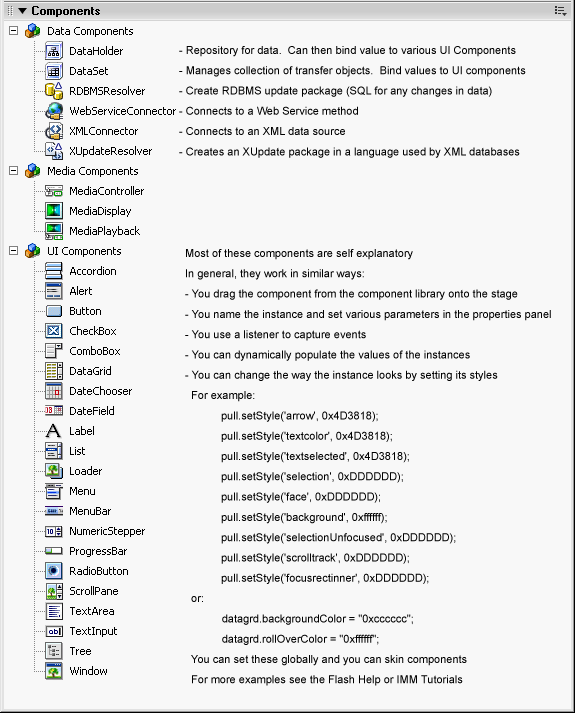 Components
Data Components
DataHolder - Repository for data. Can then bind value to various UI Components
DataSet - Manages collection of transfer objects. Bind values to UI components
RDBMSResolver - Create RDBMS update package (SQL for any changes in data)
WebServiceConnector - Connects to a Web Service method
XMLConnector - Connects to an XML data source
XUpdateResolver - Creates an XUpdate package in a language used by XML databases
Media Components
MediaController
MediaDisplay
MediaPlayback
UI Components Most of these components are self explanatory
Accordion In general, they work in similar ways:
Alert - You drag the component from the component library onto the stage
Button - You name the instance and set various parameters in the properties panel
CheckBox - You use a listener to capture events
ComboBox - You can dynamically populate the values of the instances
DataGrid - You can change the way the instance looks by setting its styles
DateChooser For example:
DateField pull.setStyle('arrow', 0x4D3818);
Label pull.setStyle('textcolor', 0x4D3818);
List pull.setStyle('textselected', 0x4D3818);
Loader pull.setStyle('selection', 0xDDDDDD);
Menu pull.setStyle('face', 0xDDDDDD);
MenuBar pull.setStyle('background', 0xffffff);
NumericStepper pull.setStyle('selectionUnfocused', 0xDDDDDD);
ProgressBar pull.setStyle('scrolltrack', 0xDDDDDD);
RadioButton pull.setStyle('focusrectinner', 0xDDDDDD);
ScrollPane or:
TextArea datagrd.backgroundColor = "0xcccccc";
TextInput datagrd.rollOverColor = "0xffffff";
Tree You can set these globally and you can skin components
Window For more examples see the Flash Help or IMM Tutorials